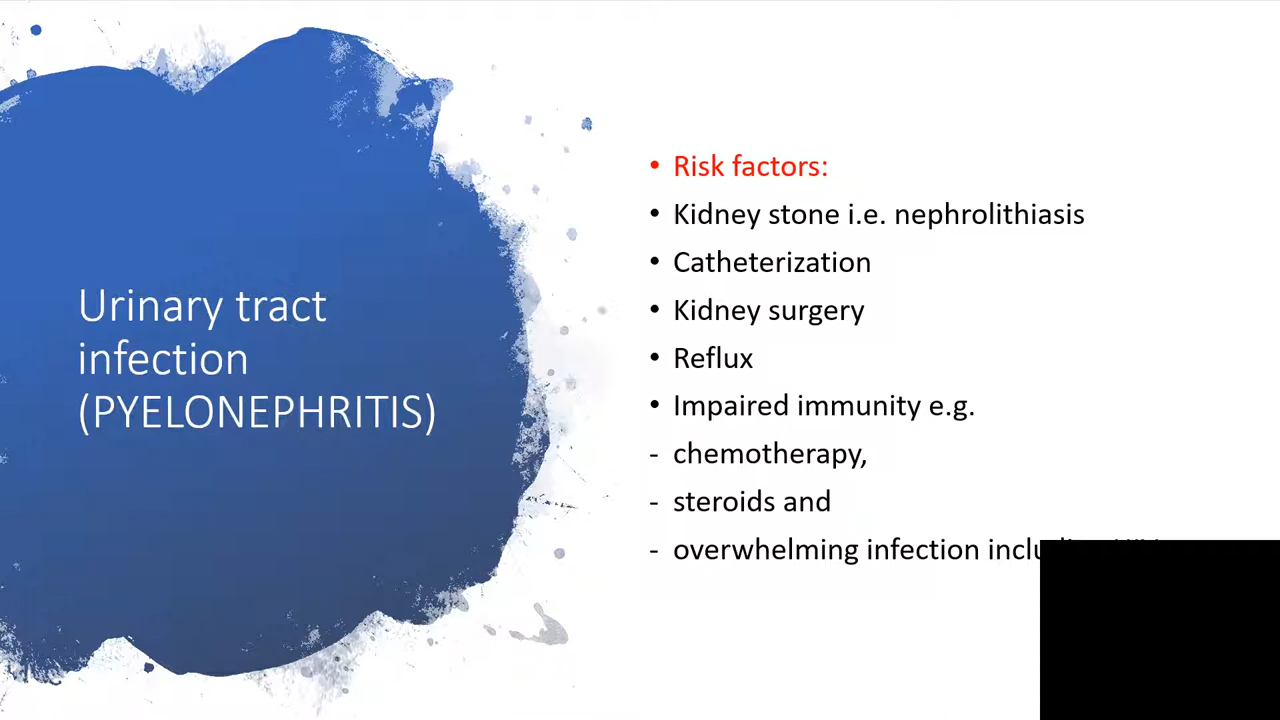 Urinary tract
infection
(PYELONEPHRITIS)
• Risk factors:
• Kidney stone i.e. nephrolithiasis
• Catheterization
• Kidney surgery
• Reflux
• Impaired immunity e.g.
- chemotherapy,
- steroids and
- overwhelming infection